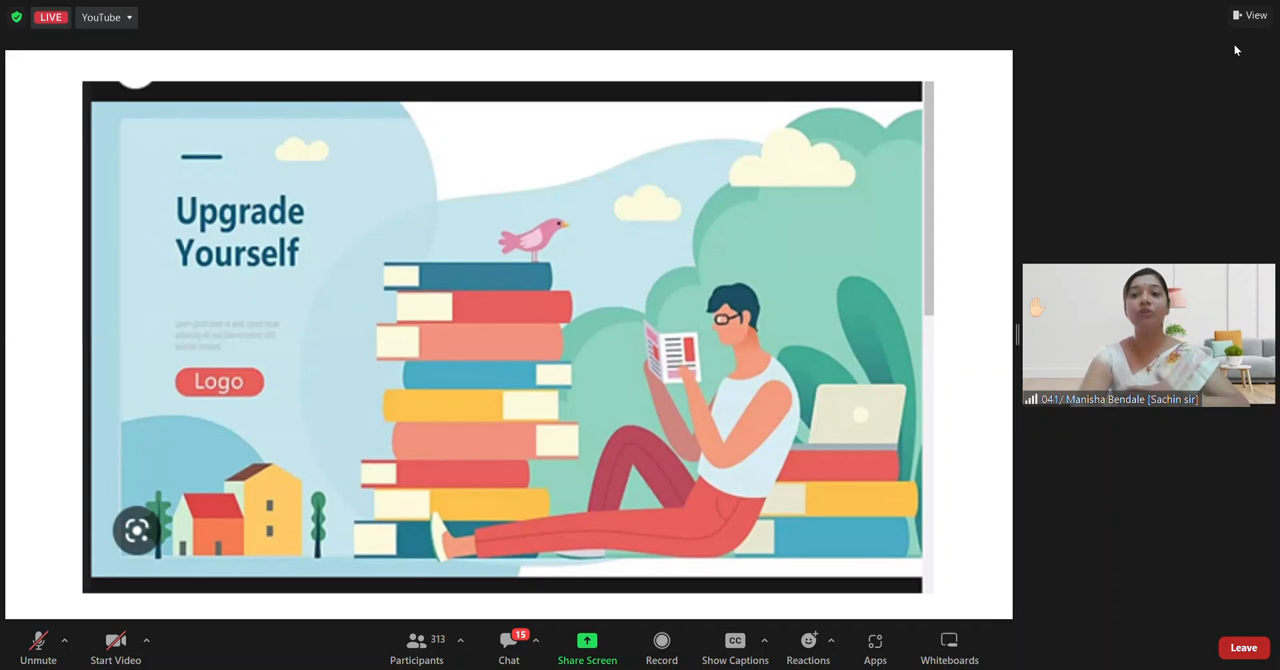 LIVE
YouTube
View
Upgrade
Yourself
Logo
041/ Manisha Bendale [Sachin sir]
Unmute
Start Video
313
Participants
15
Chat
Share Screen
Record
CC
Show Captions
Reactions
Apps
Whiteboards
Leave